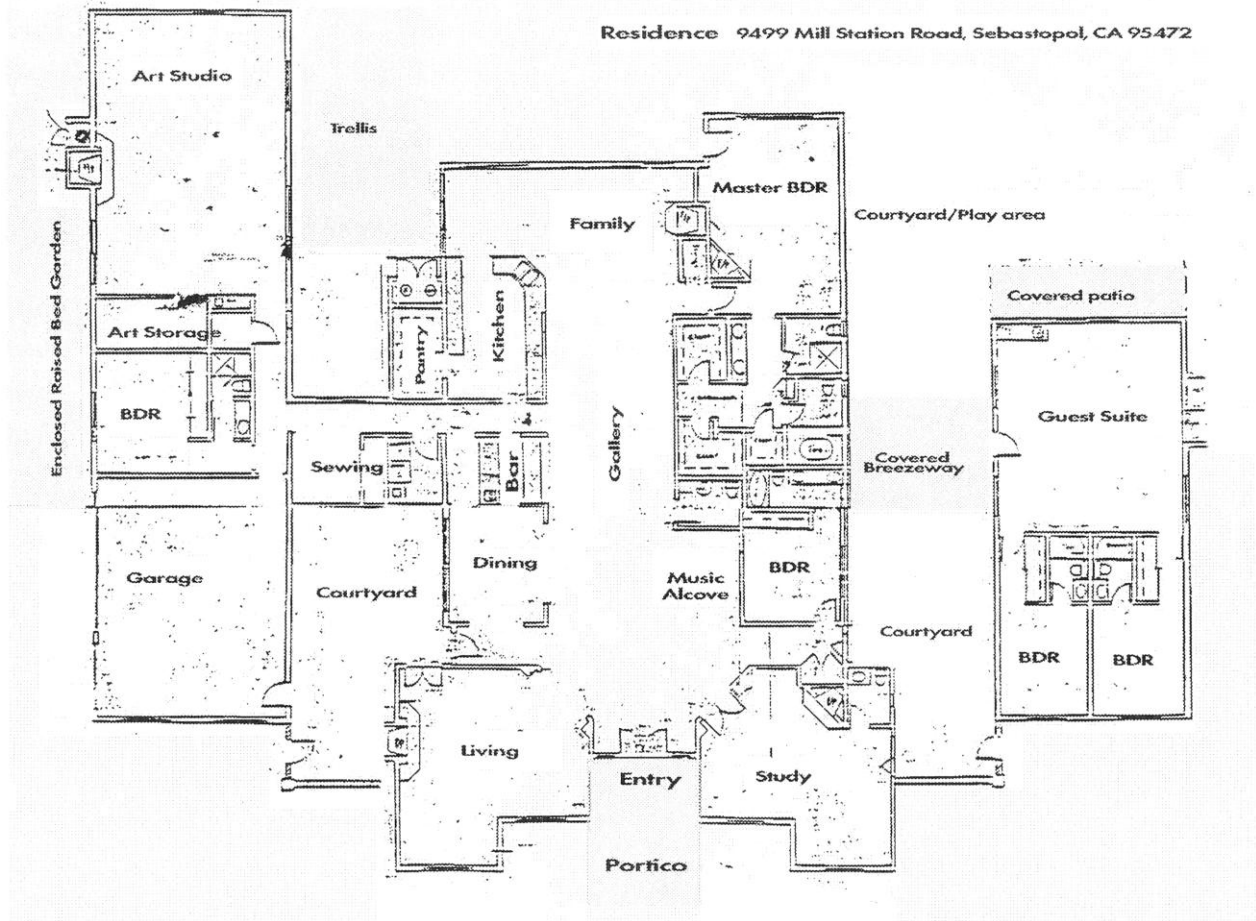 Residence 9499 Mill Station Road, Sebastopol, CA 95472
Art Studio
Trellis
Master BDR
Family
Courtyard/Play area
Enclosed Raised Bed Garden
Covered patio
Art Storage
Pantry
Kitchen
BDR
Guest Suite
Gallery
Sewing
Bar
Covered
Breezeway
Garage
Courtyard
Dining
Music
Alcove
BDR
Courtyard
BDR
BDR
Living
Entry
Study
Portico